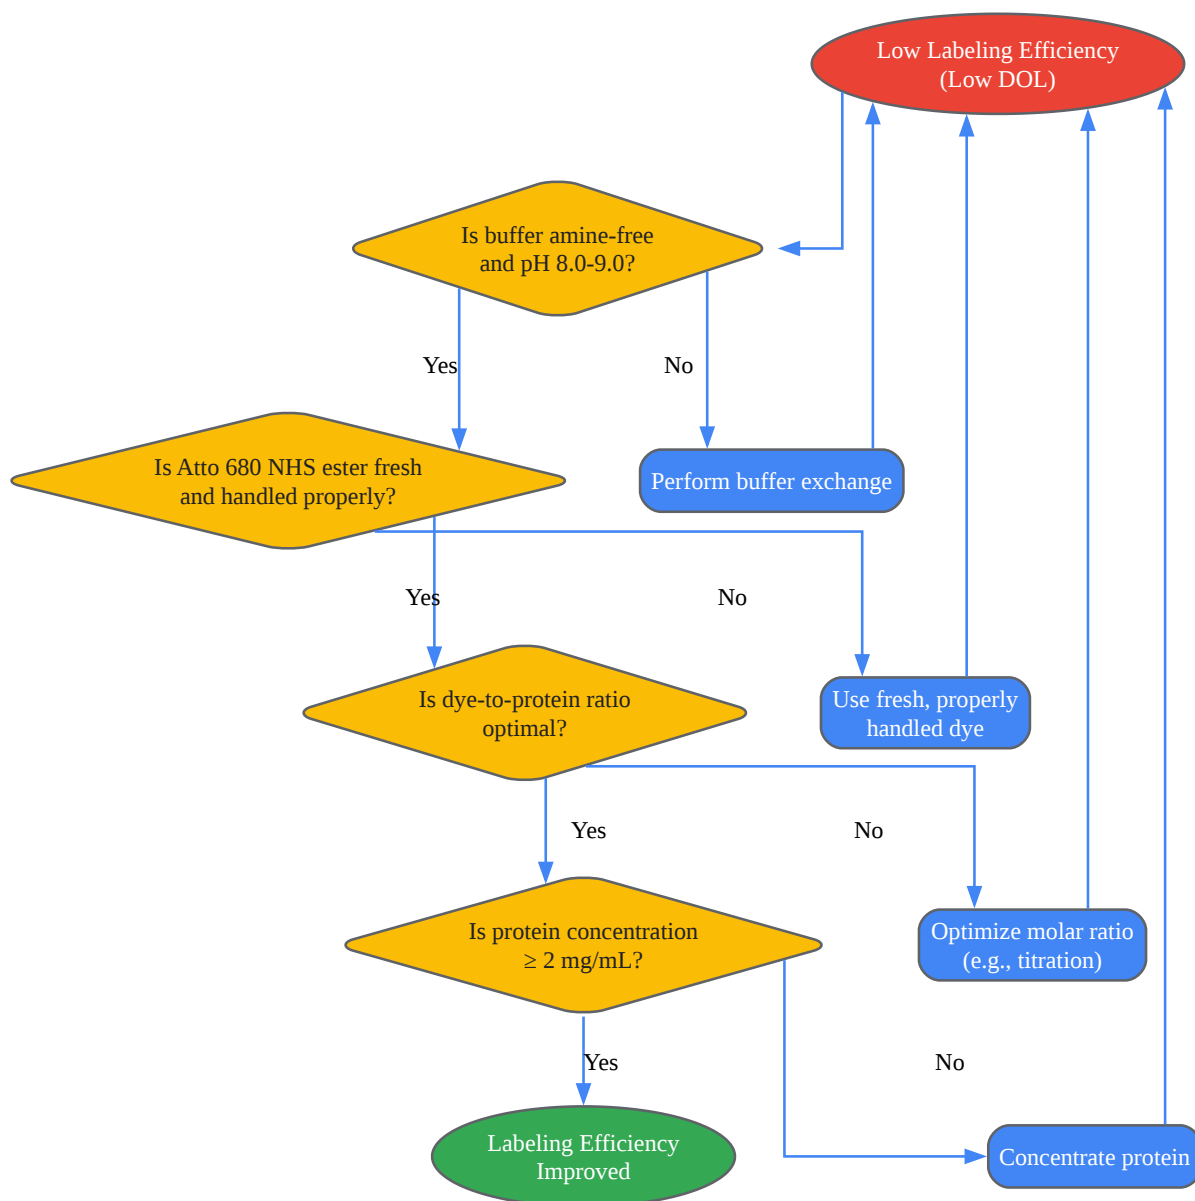 Low Labeling Efficiency
(Low DOL)
Is buffer amine-free
and pH 8.0-9.0?
Yes
No
Is Atto 680 NHS ester fresh
and handled properly?
Perform buffer exchange
Yes
No
Is dye-to-protein ratio
optimal?
Use fresh, properly
handled dye
Yes
No
Is protein concentration
≥ 2 mg/mL?
Optimize molar ratio
(e.g., titration)
Yes
No
Labeling Efficiency
Improved
Concentrate protein